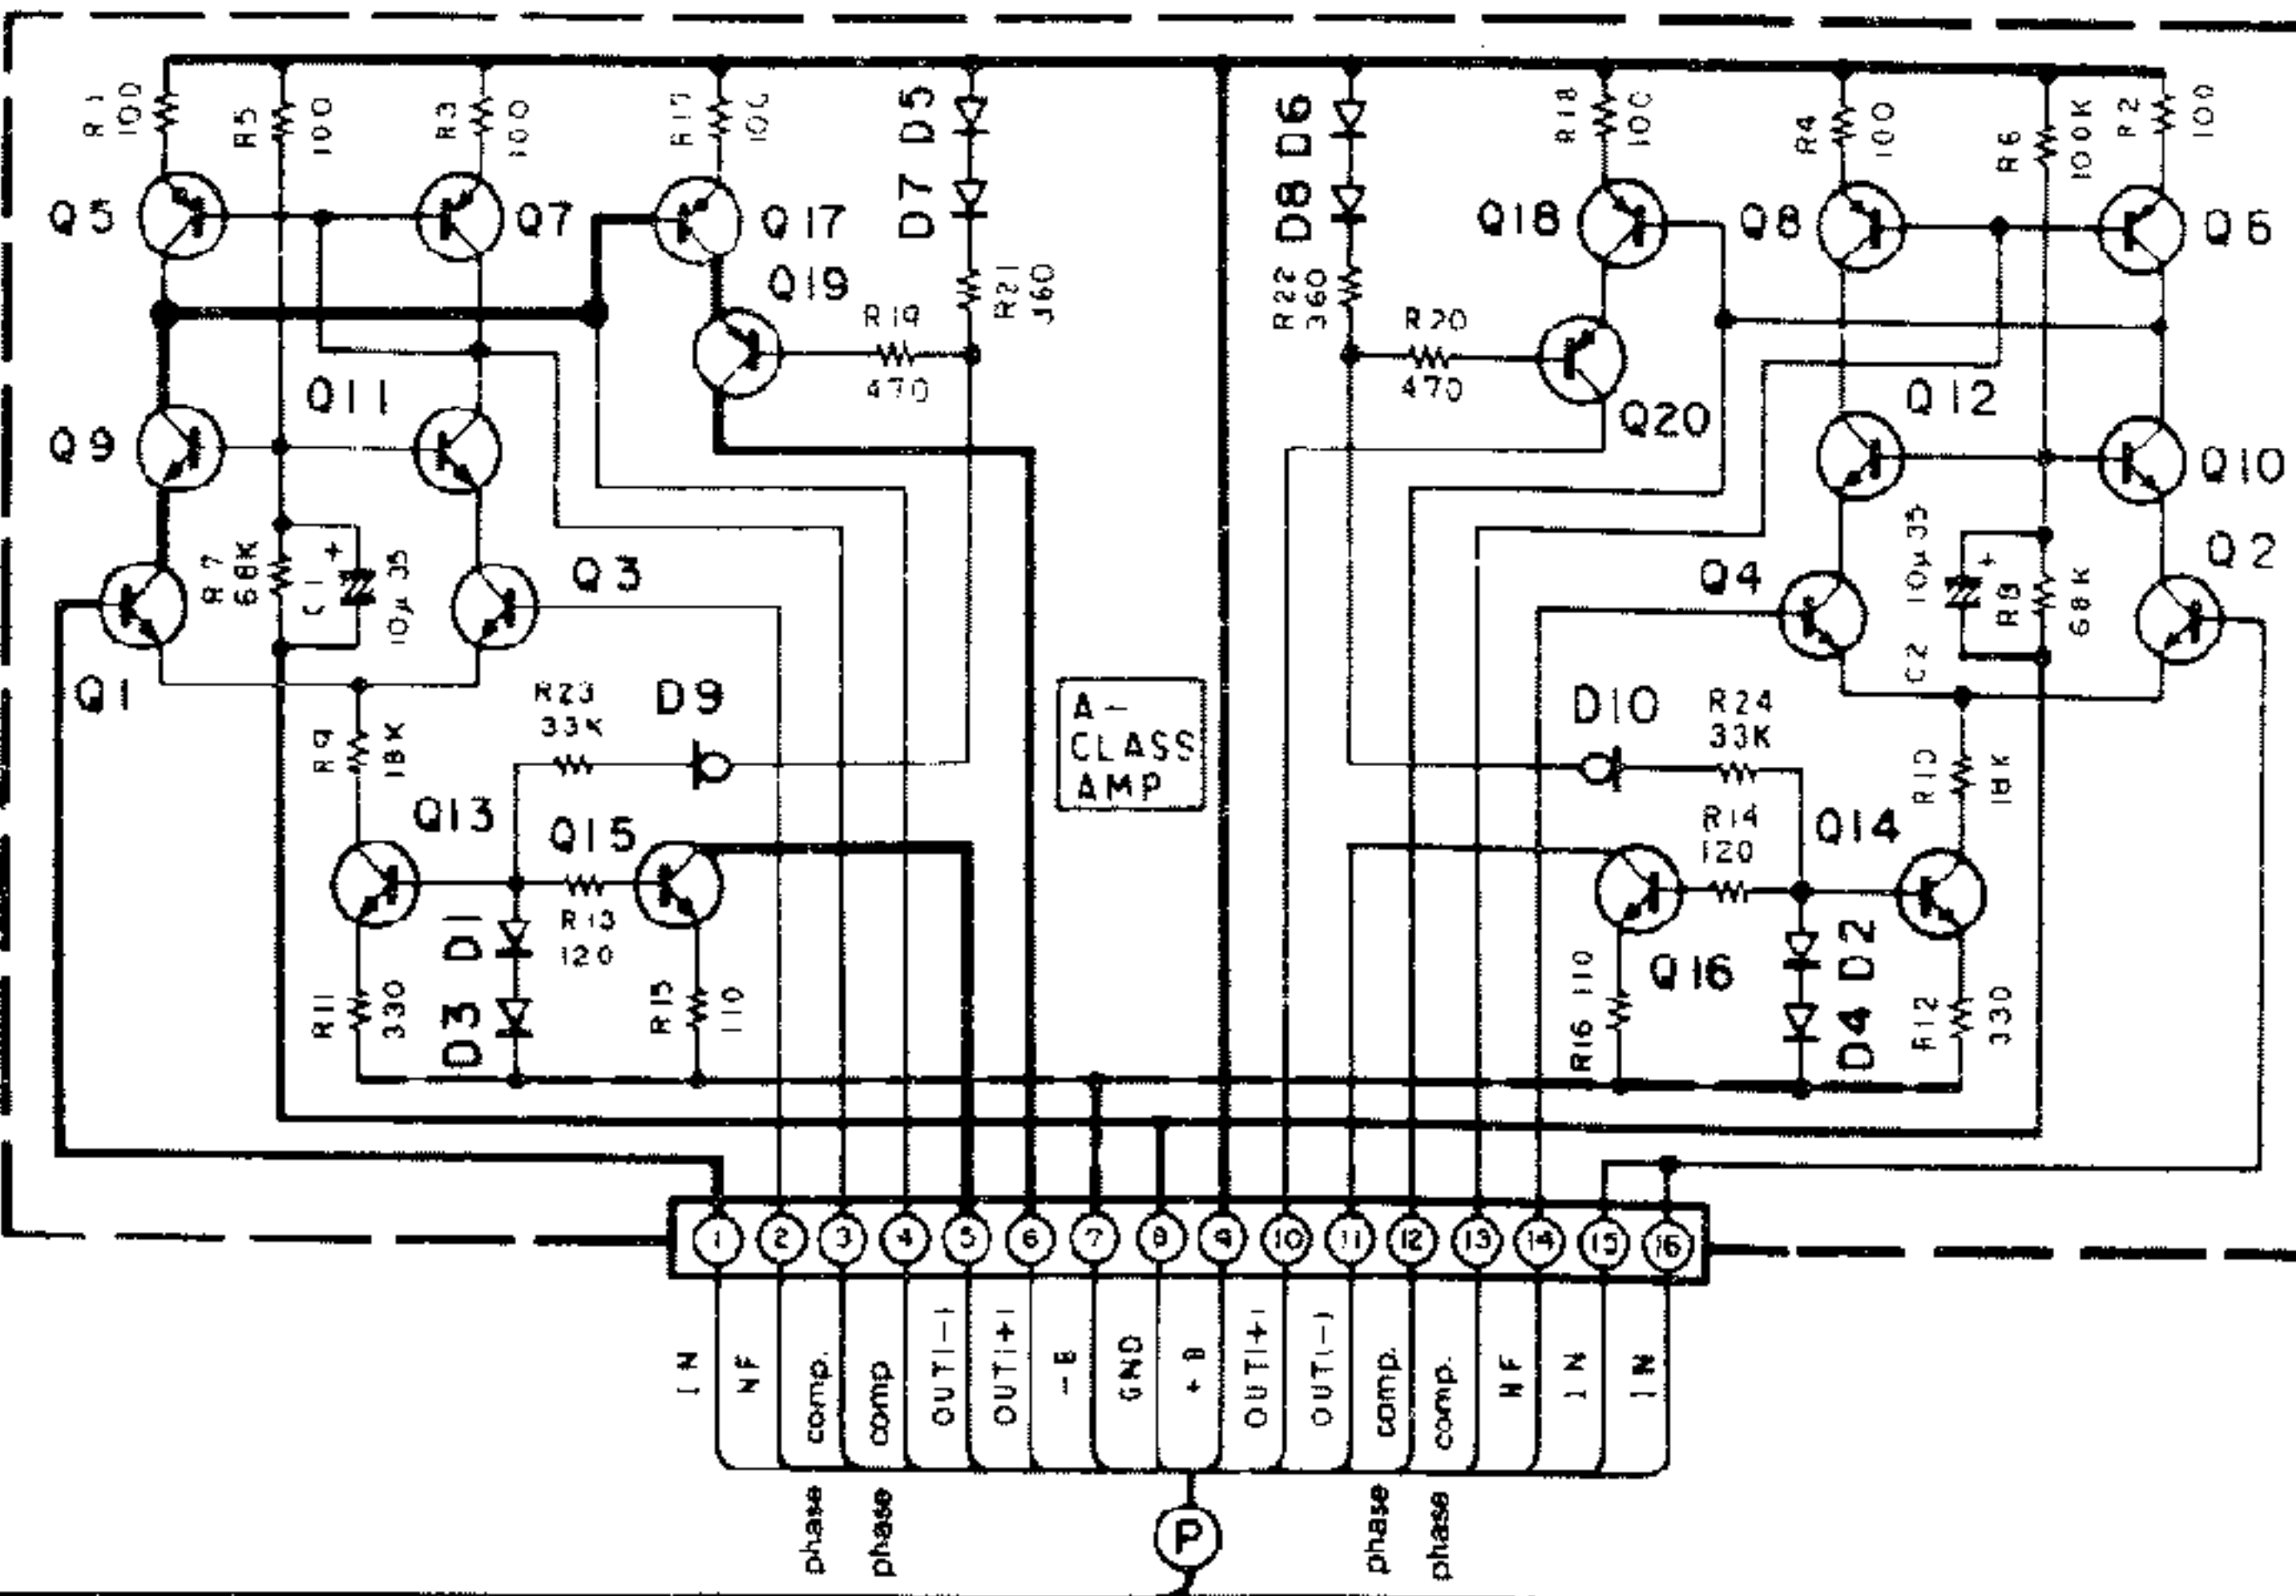 R1
100
R5
100
R3
100
R17
100
D5
D7
D6
D8
R18
100
R4
100
R6
100K
R2
100
Q5
Q7
Q17
Q19
R21
360
R19
470
R22
360
R20
470
Q18
Q8
Q6
Q20
Q9
Q11
Q12
Q10
R7
68K
C1
+
10μ35
Q3
Q1
Q4
10μ35
+
C2
R8
68K
Q2
R9
18K
R23
33K
D9
A-
CLASS
AMP
D10
R24
33K
R10
18K
Q13
Q15
R13
120
D1
D3
R11
330
R15
110
R14
120
Q14
Q16
R16 110
D2
D4
R12
330
1 2 3 4 5 6 7 8 9 10 11 12 13 14 15 16
IN
NF
phase comp.
phase comp
OUT(-)
OUT(+)
-B
GND
+B
OUT(+)
OUT(-)
phase comp.
phase comp.
NF
IN
IN
P